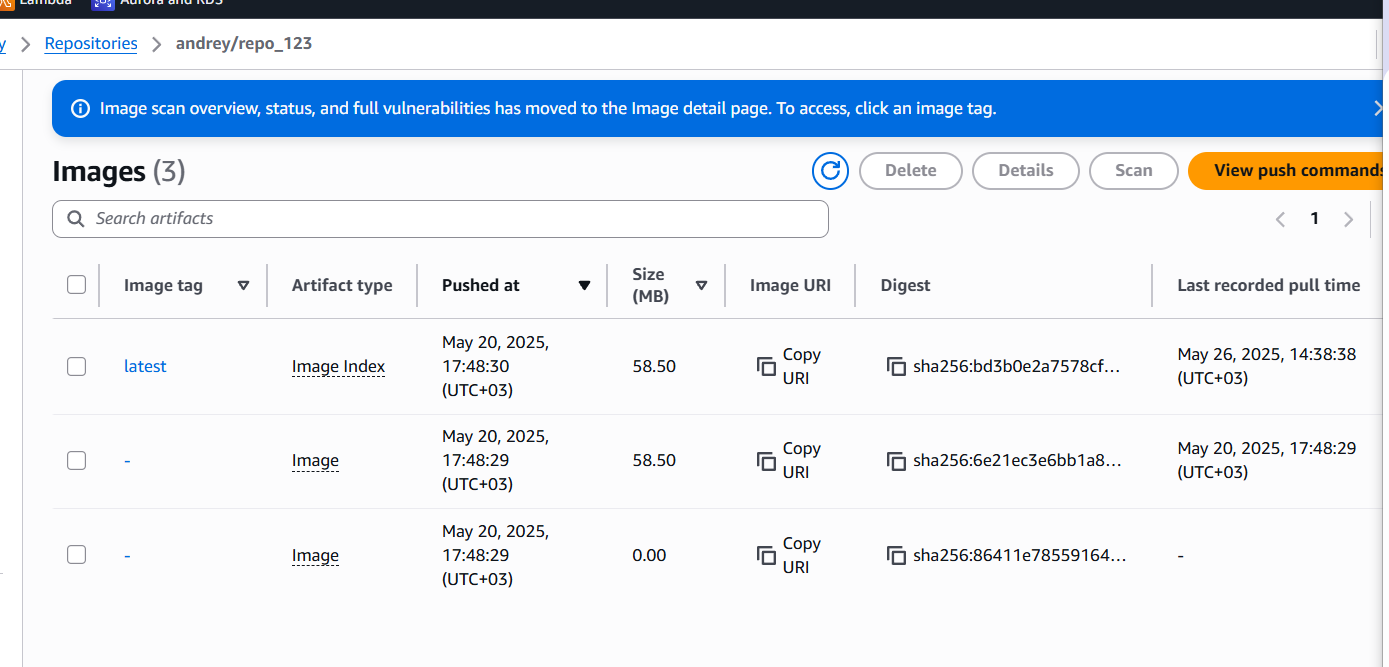 Lambda Aurora and RDS
y > Repositories > andrey/repo_123
Image scan overview, status, and full vulnerabilities has moved to the Image detail page. To access, click an image tag.
Images (3)
Delete Details Scan View push commands
Search artifacts
1
Image tag Artifact type Pushed at Size (MB) Image URI Digest Last recorded pull time
latest Image Index May 20, 2025, 17:48:30 (UTC+03) 58.50 Copy URI sha256:bd3b0e2a7578cf... May 26, 2025, 14:38:38 (UTC+03)
- Image May 20, 2025, 17:48:29 (UTC+03) 58.50 Copy URI sha256:6e21ec3e6bb1a8... May 20, 2025, 17:48:29 (UTC+03)
- Image May 20, 2025, 17:48:29 (UTC+03) 0.00 Copy URI sha256:86411e78559164... -